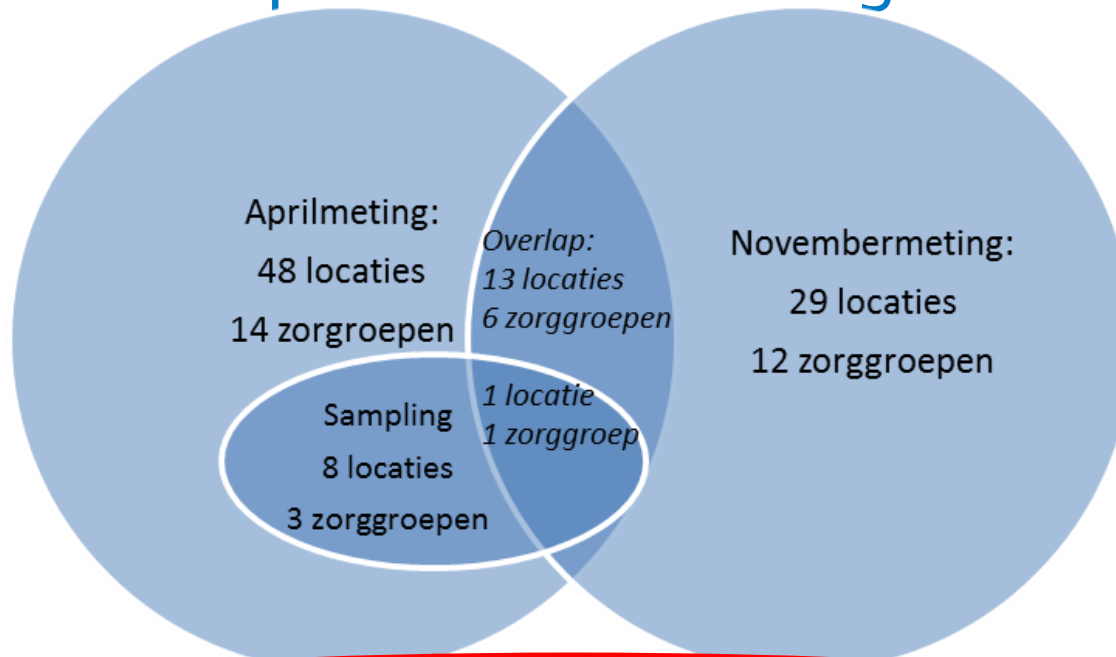 Aprilmeting:
48 locaties
14 zorgroepen
Overlap:
13 locaties
6 zorggroepen
Novembermeting:
29 locaties
12 zorggroepen
Sampling
8 locaties
3 zorggroepen
1 locatie
1 zorggroep